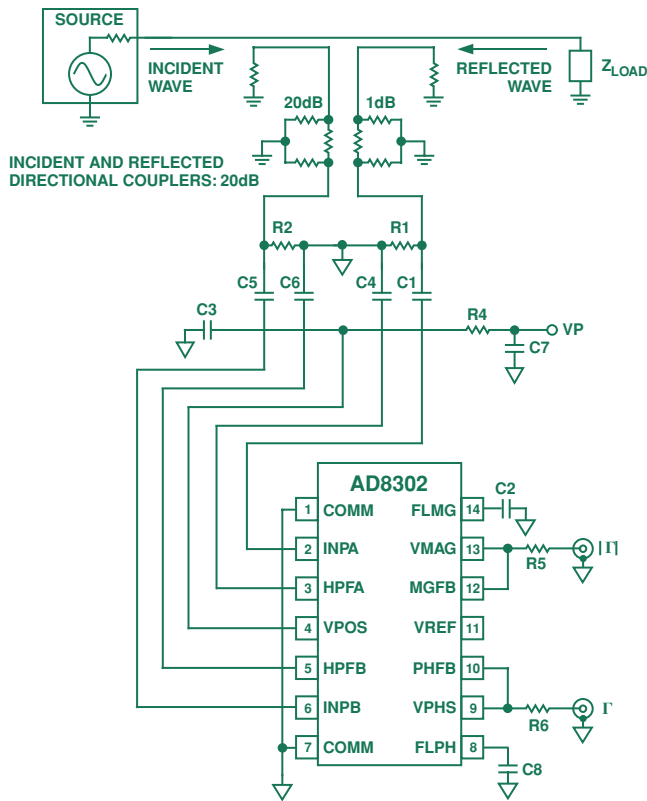 SOURCE
INCIDENT
WAVE
REFLECTED
WAVE
Z_LOAD
20dB
1dB
INCIDENT AND REFLECTED
DIRECTIONAL COUPLERS: 20dB
R2
R1
C5
C6
C4
C1
C3
R4
VP
C7
AD8302
1
COMM
FLMG
14
C2
2
INPA
VMAG
13
R5
|Γ|
3
HPFA
MGFB
12
4
VPOS
VREF
11
5
HPFB
PHFB
10
6
INPB
VPHS
9
R6
Γ
7
COMM
FLPH
8
C8